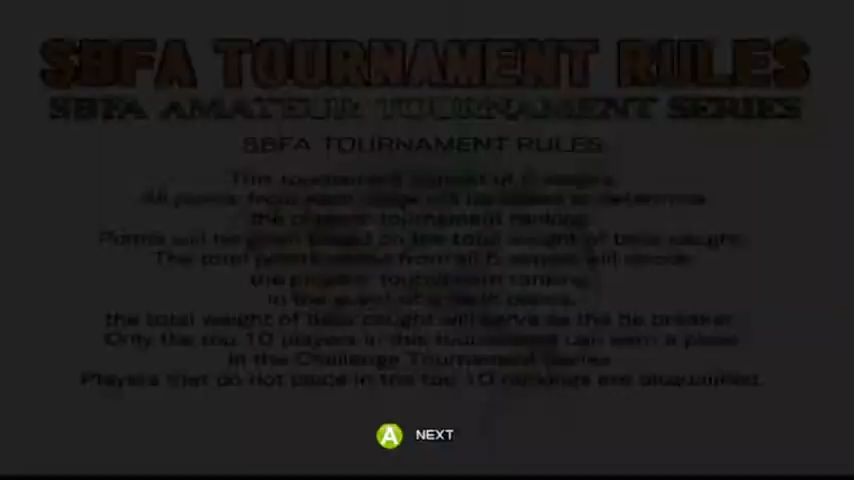 SBFA TOURNAMENT RULES
SBFA AMATEUR TOURNAMENT SERIES
SBFA TOURNAMENT RULES
This tournament consist of 5 stages.
All points from each stage will be added to determine
the players' tournament ranking.
Points will be given based on the total weight of bass caught.
The total points earned from all 5 stages will decide
the players' tournament ranking.
In the event of a tie in points,
the total weight of bass caught will serve as the tie breaker.
Only the top 10 players in this tournament can earn a place
in the Challenge Tournament Series.
Players that do not place in the top 10 rankings are disqualified.
A NEXT